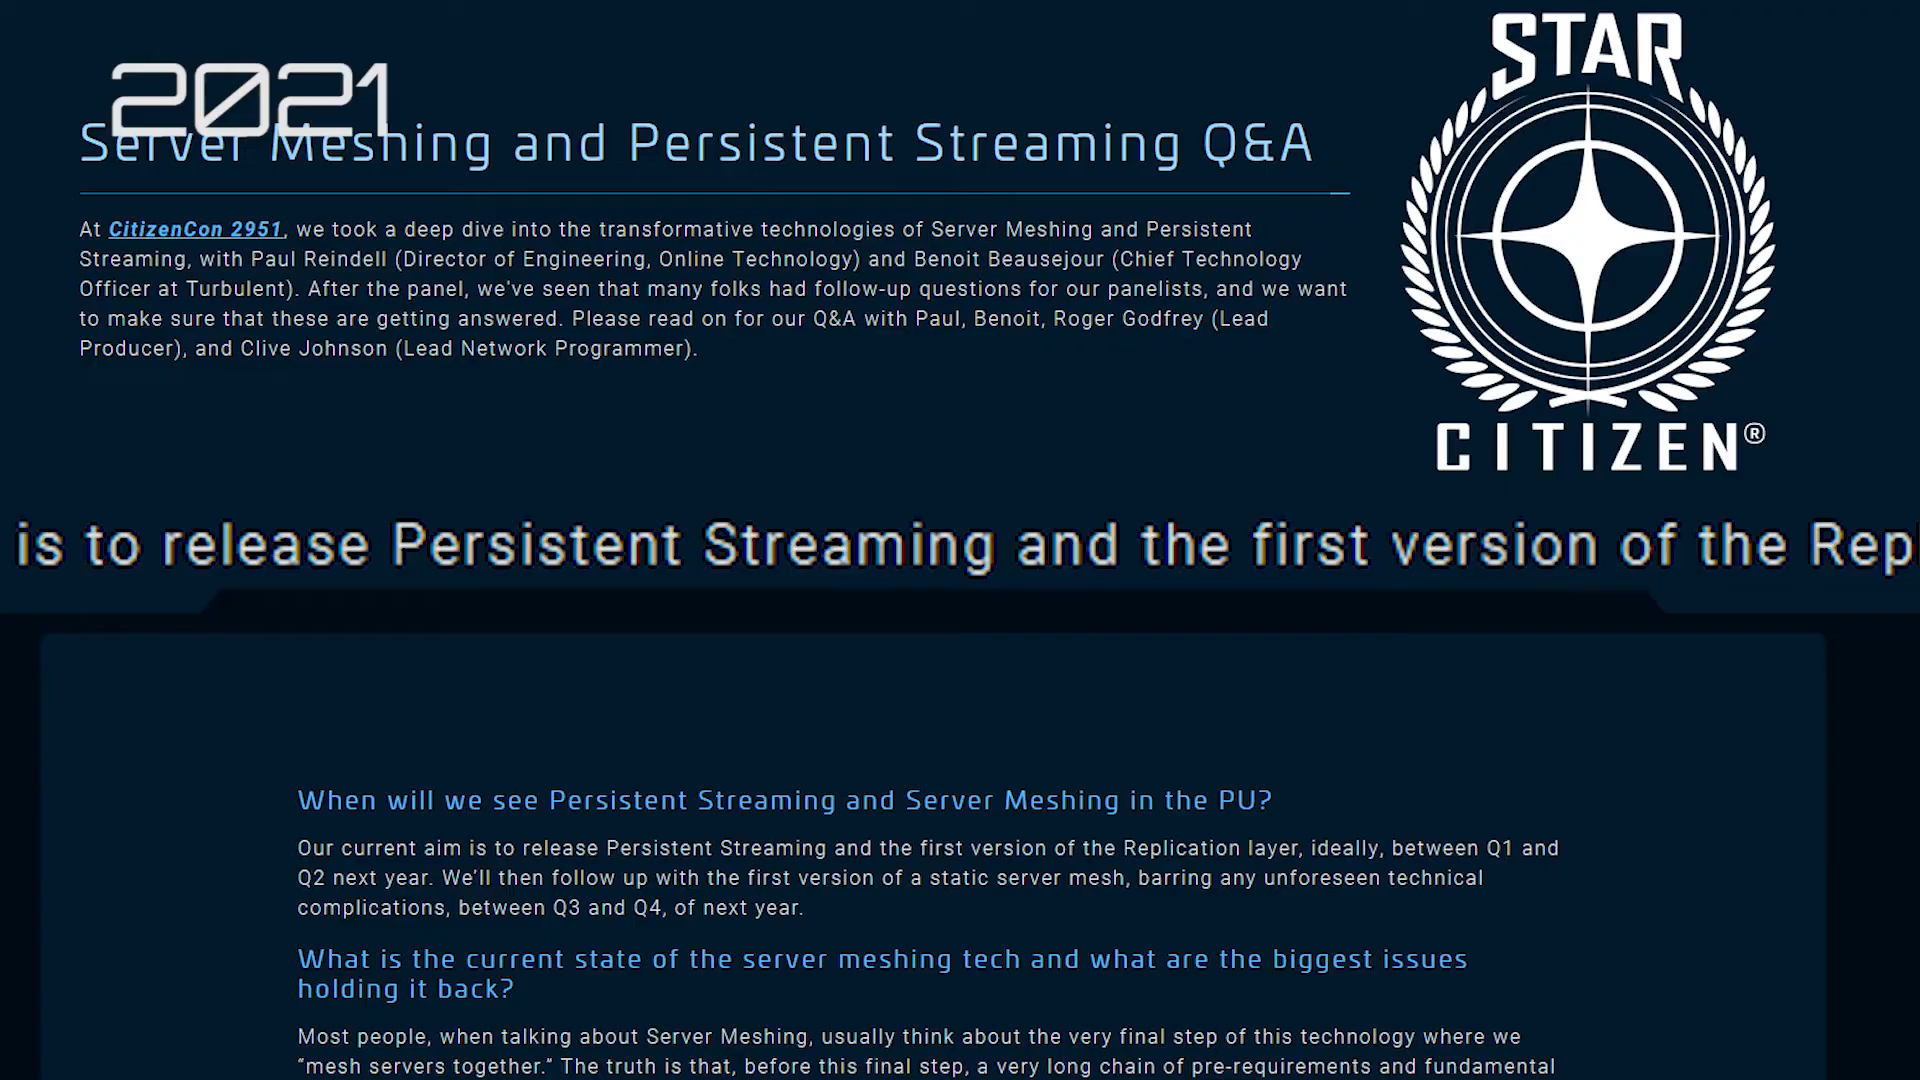 2021
STAR
CITIZEN®
Server Meshing and Persistent Streaming Q&A
At CitizenCon 2951, we took a deep dive into the transformative technologies of Server Meshing and Persistent
Streaming, with Paul Reindell (Director of Engineering, Online Technology) and Benoit Beausejour (Chief Technology
Officer at Turbulent). After the panel, we've seen that many folks had follow-up questions for our panelists, and we want
to make sure that these are getting answered. Please read on for our Q&A with Paul, Benoit, Roger Godfrey (Lead
Producer), and Clive Johnson (Lead Network Programmer).
is to release Persistent Streaming and the first version of the Repl
When will we see Persistent Streaming and Server Meshing in the PU?
Our current aim is to release Persistent Streaming and the first version of the Replication layer, ideally, between Q1 and
Q2 next year. We’ll then follow up with the first version of a static server mesh, barring any unforeseen technical
complications, between Q3 and Q4, of next year.
What is the current state of the server meshing tech and what are the biggest issues
holding it back?
Most people, when talking about Server Meshing, usually think about the very final step of this technology where we
“mesh servers together.” The truth is that, before this final step, a very long chain of pre-requirements and fundamental